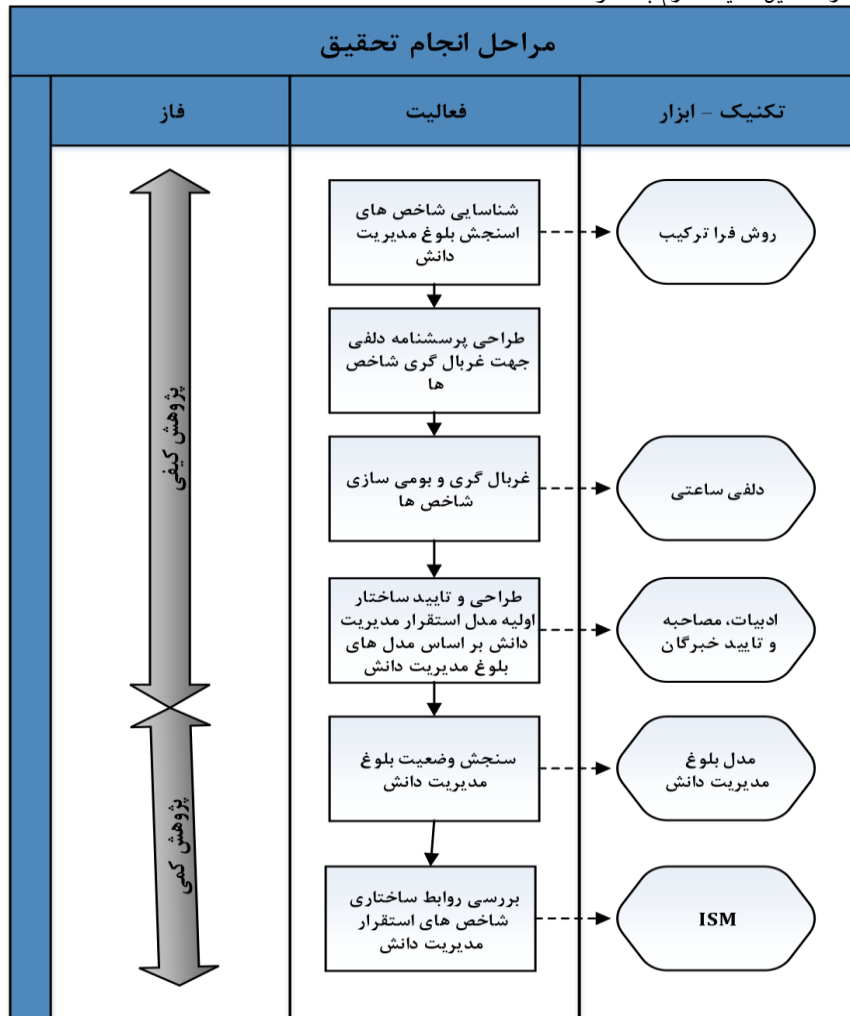 مراحل انجام تحقیق
تکنیک – ابزار
فعالیت
فاز
شناسایی شاخص های
اسنجش بلوغ مدیریت
دانش
روش فرا ترکیب
طراحی پرسشنامه دلفی
جهت غربال گری شاخص
ها
غربال گری و بومی سازی
شاخص ها
دلفی ساعتی
طراحی و تایید ساختار
اولیه مدل استقرار مدیریت
دانش بر اساس مدل های
بلوغ مدیریت دانش
ادبیات، مصاحبه
و تایید خبرگان
سنجش وضعیت بلوغ
مدیریت دانش
مدل بلوغ
مدیریت دانش
بررسی روابط ساختاری
شاخص های استقرار
مدیریت دانش
ISM
پژوهش کیفی
پژوهش کمی